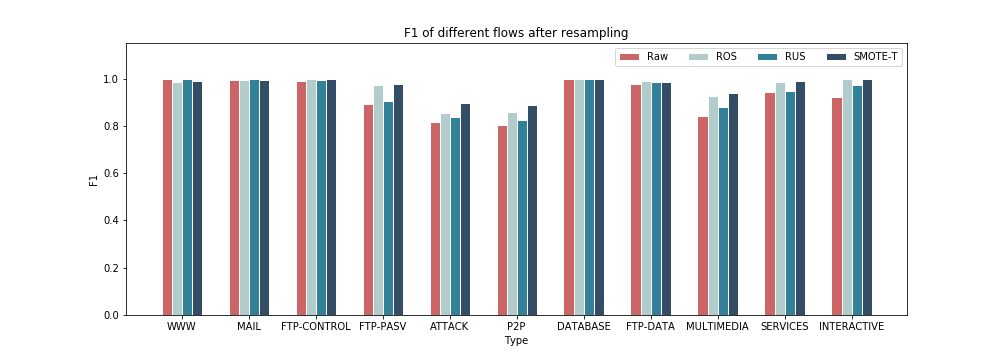 F1 of different flows after resampling
Raw ROS RUS SMOTE-T
1.0
0.8
0.6
0.4
0.2
0.0
F1
WWW MAIL FTP-CONTROL FTP-PASV ATTACK P2P DATABASE FTP-DATA MULTIMEDIA SERVICES INTERACTIVE
Type